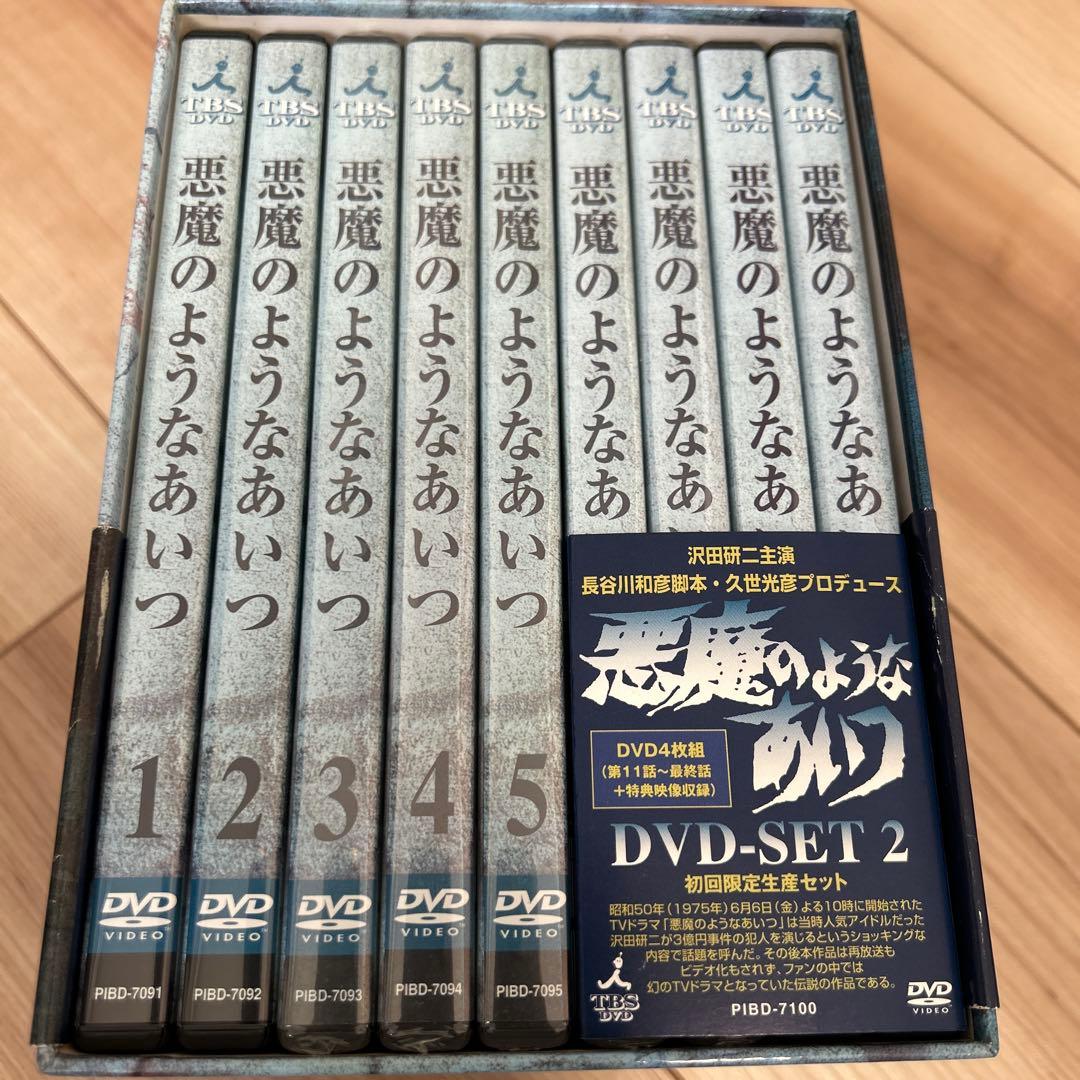 TBS
DVD
悪魔のようなあいつ
1
DVD
VIDEO
PIBD-7091
TBS
DVD
悪魔のようなあいつ
2
DVD
VIDEO
PIBD-7092
TBS
DVD
悪魔のようなあいつ
3
DVD
VIDEO
PIBD-7093
TBS
DVD
悪魔のようなあいつ
4
DVD
VIDEO
PIBD-7094
TBS
DVD
悪魔のようなあいつ
5
DVD
VIDEO
PIBD-7095
TBS
DVD
悪魔のようなあ
TBS
DVD
悪魔のようなあい
TBS
DVD
悪魔のようなあい
TBS
DVD
悪魔のようなあい
沢田研二主演
長谷川和彦脚本・久世光彦プロデュース
悪魔のような
あいつ
DVD4枚組
(第11話~最終話
+特典映像収録)
DVD-SET 2
初回限定生産セット
昭和50年(1975年)6月6日(金)よる10時に開始された
TVドラマ「悪魔のようなあいつ」は当時人気アイドルだった
沢田研二が3億円事件の犯人を演じるというショッキングな
内容で話題を呼んだ。その後本作品は再放送も
ビデオ化もされず、ファンの中では
幻のTVドラマとなっていた伝説の作品である。
TBS
DVD
PIBD-7100
DVD
VIDEO